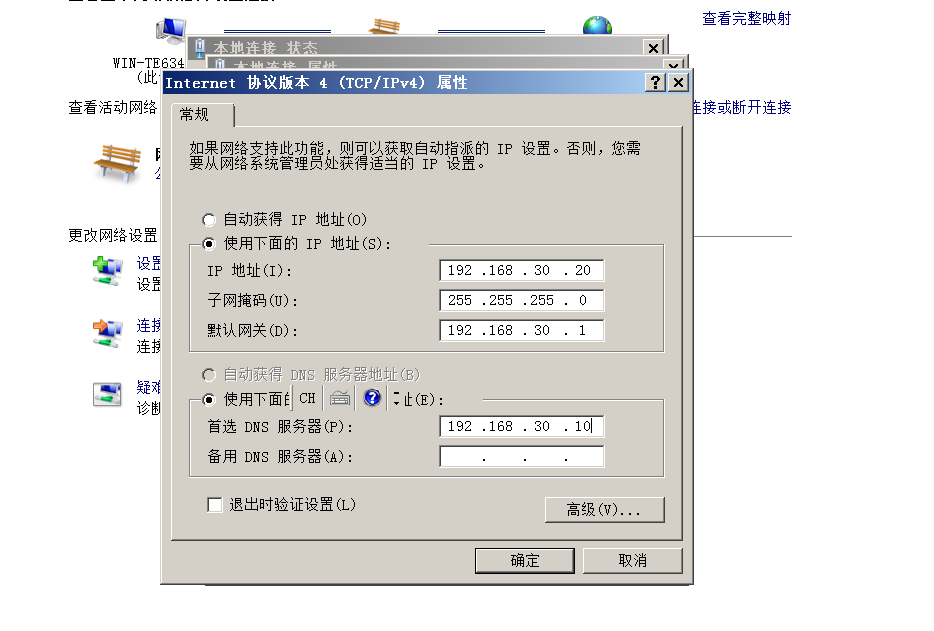 查看完整映射
本地连接 状态
本地连接 属性
WIN-TE634
(此
Internet 协议版本 4 (TCP/IPv4) 属性
查看活动网络
连接或断开连接
常规
如果网络支持此功能，则可以获取自动指派的 IP 设置。否则，您需
要从网络系统管理员处获得适当的 IP 设置。
自动获得 IP 地址(O)
更改网络设置
使用下面的 IP 地址(S):
设置
IP 地址(I): 192 .168 .30 .20
设置
子网掩码(U): 255 .255 .255 . 0
连接
默认网关(D): 192 .168 .30 . 1
连接
自动获得 DNS 服务器地址(B)
疑难
使用下面的 CH 址(E):
诊断
首选 DNS 服务器(P): 192 .168 .30 .10
备用 DNS 服务器(A): . . .
退出时验证设置(L)
高级(V)...
确定 取消